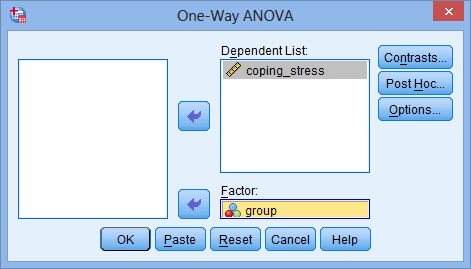 One-Way ANOVA
Dependent List:
coping_stress
Contrasts...
Post Hoc...
Options...
Factor:
group
OK Paste Reset Cancel Help